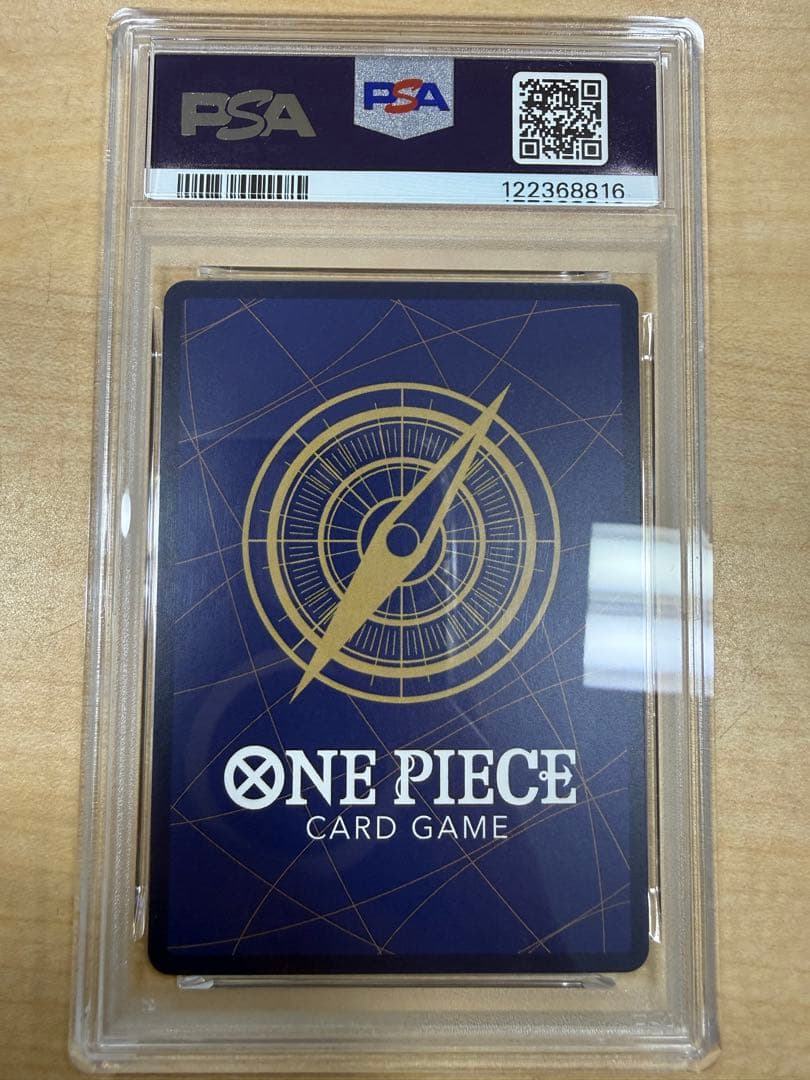 PSA
PSA
122368816
ONE PIECE
CARD GAME